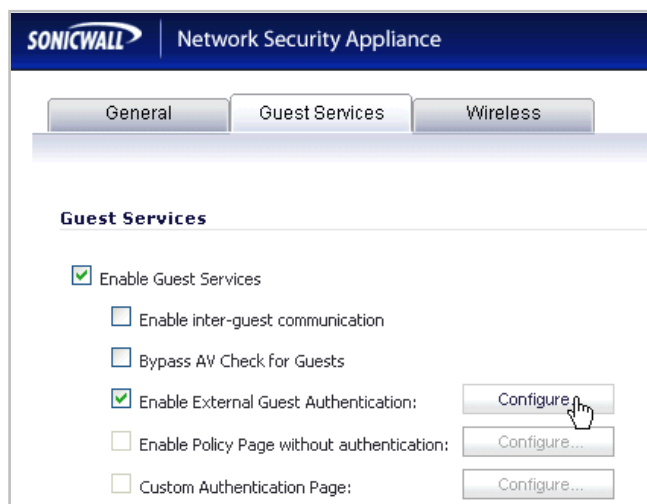 SONICWALL Network Security Appliance
General Guest Services Wireless
Guest Services
Enable Guest Services
Enable inter-guest communication
Bypass AV Check for Guests
Enable External Guest Authentication: Configure...
Enable Policy Page without authentication: Configure...
Custom Authentication Page: Configure...